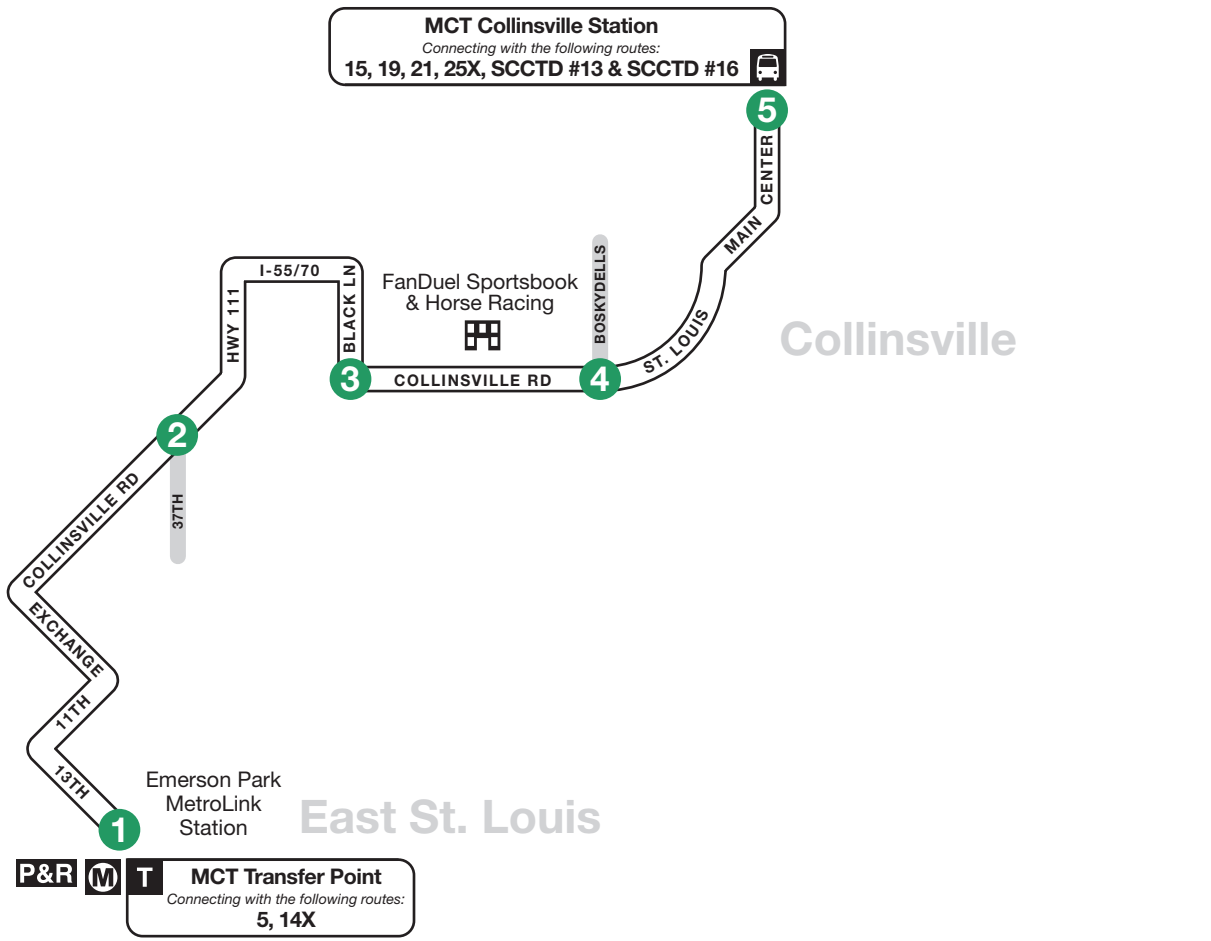 MCT Collinsville Station
Connecting with the following routes:
15, 19, 21, 25X, SCCTD #13 & SCCTD #16
5
CENTER
MAIN
ST. LOUIS
Collinsville
BOSKYDELLS
4
FanDuel Sportsbook
& Horse Racing
COLLINSVILLE RD
3
BLACK LN
I-55/70
HWY 111
2
37TH
COLLINSVILLE RD
EXCHANGE
11TH
13TH
1
Emerson Park
MetroLink
Station
East St. Louis
P&R
M
T
MCT Transfer Point
Connecting with the following routes:
5, 14X